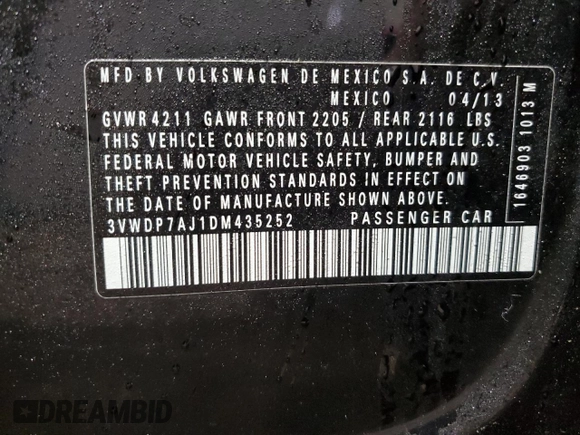 MFD BY VOLKSWAGEN DE MEXICO S.A. DE C.V.
MEXICO 04/13
GVWR 4211 GAWR FRONT 2205 / REAR 2116 LBS
THIS VEHICLE CONFORMS TO ALL APPLICABLE U.S.
FEDERAL MOTOR VEHICLE SAFETY, BUMPER AND
THEFT PREVENTION STANDARDS IN EFFECT ON
THE DATE OF MANUFACTURE SHOWN ABOVE.
3VWDP7AJ1DM435252 PASSENGER CAR
1646903 1013 M
DREAMBID